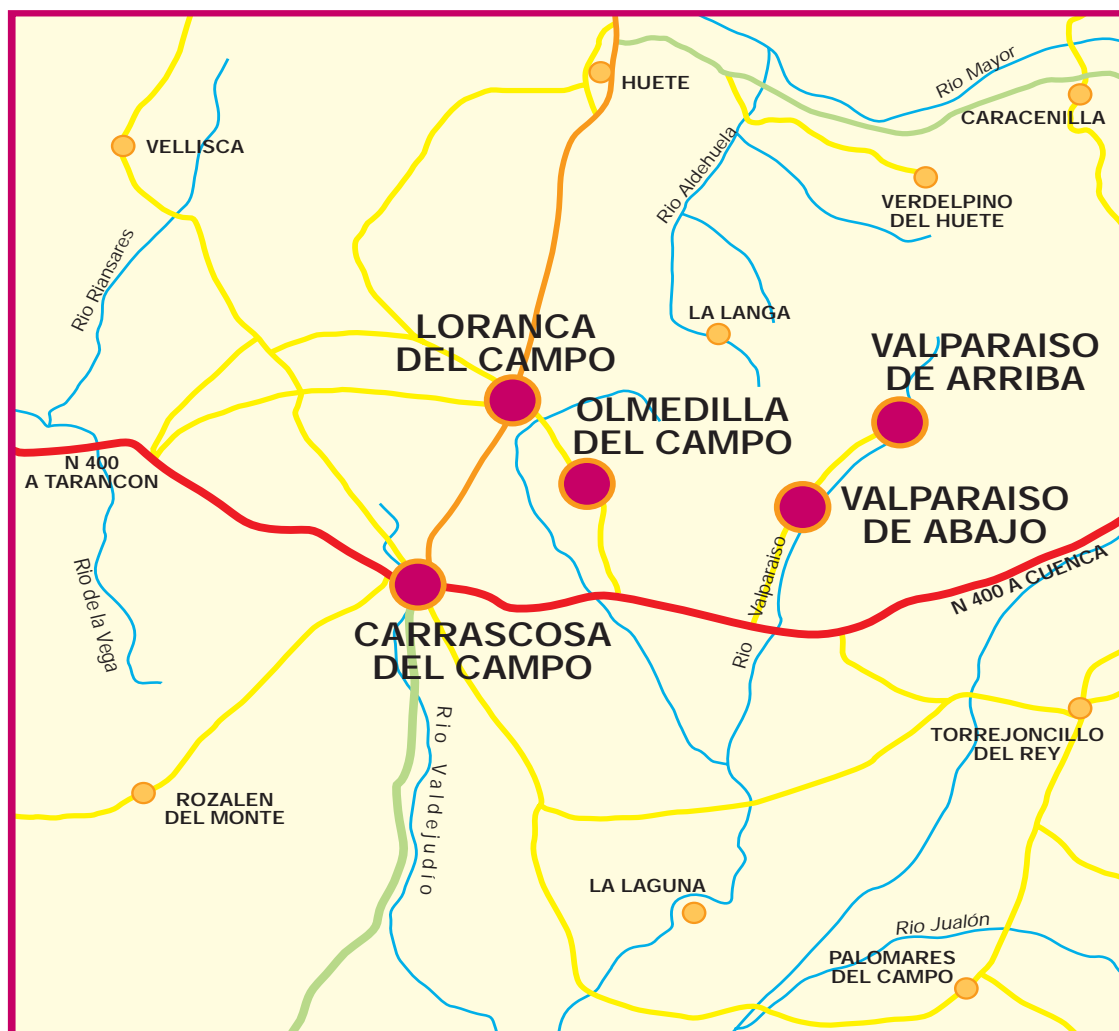 HUETE
Rio Mayor
CARACENILLA
VELLISCA
Rio Aldehuela
VERDELPINO
DEL HUETE
Rio Riansares
LA LANGA
LORANCA
DEL CAMPO
VALPARAISO
DE ARRIBA
OLMEDILLA
DEL CAMPO
N 400
A TARANCON
VALPARAISO
DE ABAJO
Rio de la Vega
Rio Valparaiso
N 400 A CUENCA
CARRASCOSA
DEL CAMPO
Río Valdejudío
TORREJONCILLO
DEL REY
ROZALEN
DEL MONTE
LA LAGUNA
Rio Jualón
PALOMARES
DEL CAMPO